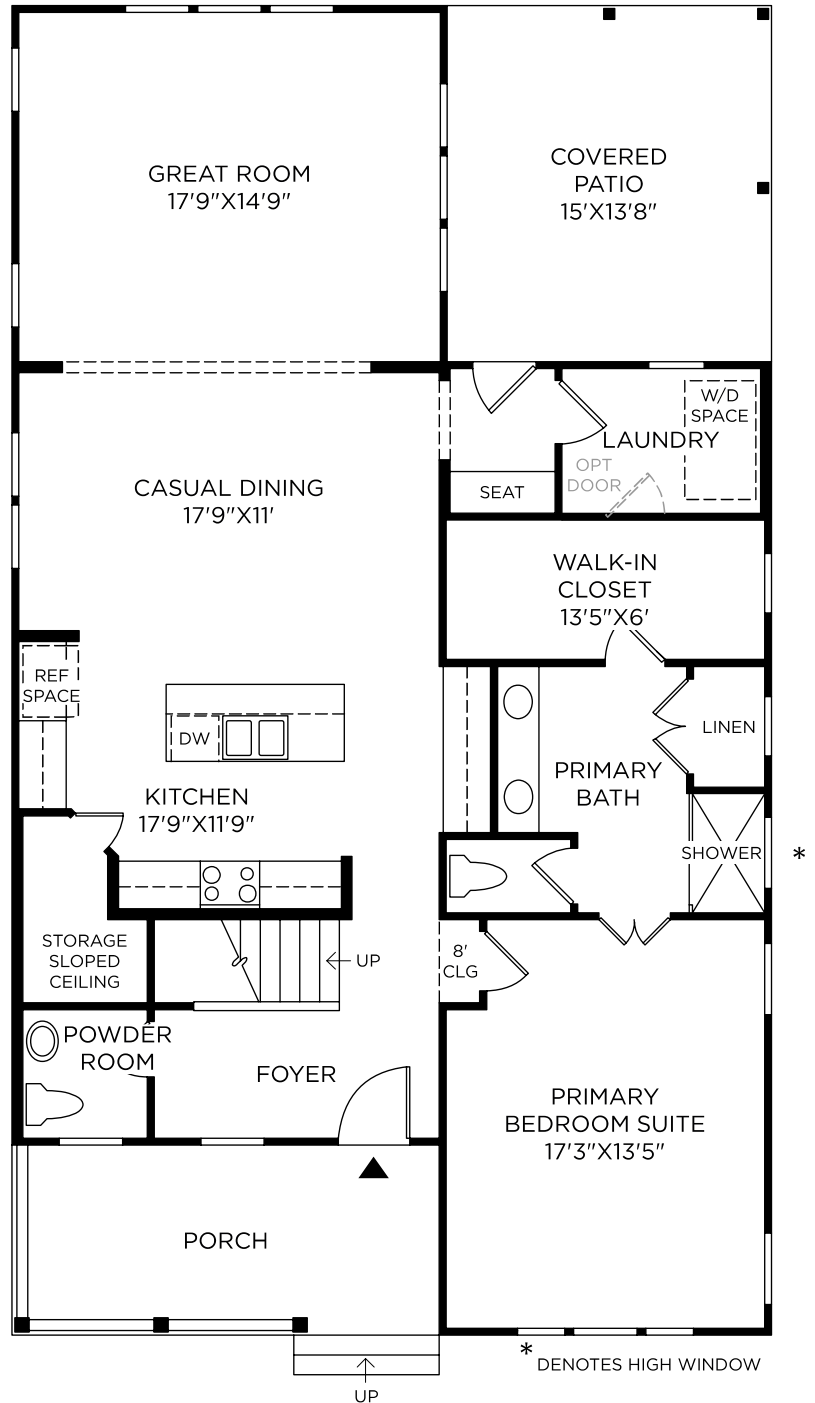 GREAT ROOM
17'9"X14'9"
COVERED
PATIO
15'X13'8"
W/D
SPACE
LAUNDRY
OPT
DOOR
SEAT
CASUAL DINING
17'9"X11'
WALK-IN
CLOSET
13'5"X6'
REF
SPACE
DW
LINEN
PRIMARY
BATH
KITCHEN
17'9"X11'9"
SHOWER
*
STORAGE
SLOPED
CEILING
UP
8'
CLG
POWDER
ROOM
FOYER
PRIMARY
BEDROOM SUITE
17'3"X13'5"
PORCH
* DENOTES HIGH WINDOW
UP